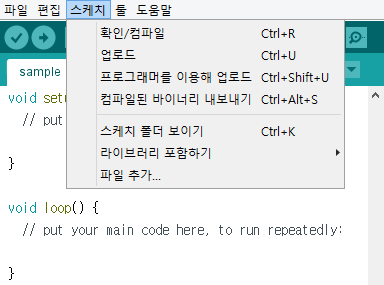 파일 편집 스케치 툴 도움말
확인/컴파일 Ctrl+R
업로드 Ctrl+U
프로그래머를 이용해 업로드 Ctrl+Shift+U
컴파일된 바이너리 내보내기 Ctrl+Alt+S
스케치 폴더 보이기 Ctrl+K
라이브러리 포함하기
파일 추가...
sample
void set
// put
}
void loop() {
// put your main code here, to run repeatedly:
}